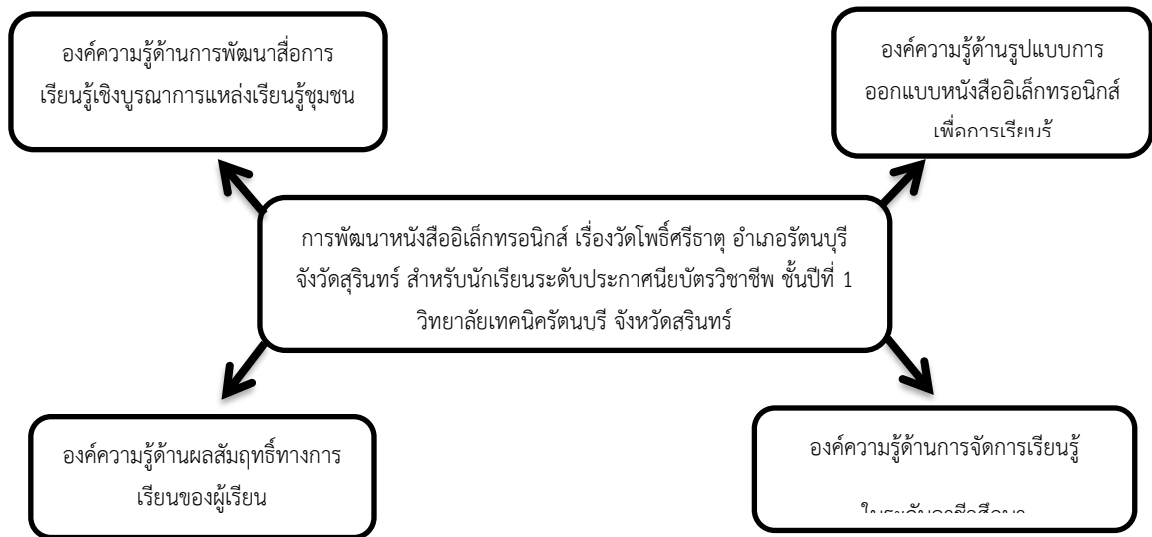 องค์ความรู้ด้านการพัฒนาสื่อการ
เรียนรู้เชิงบูรณาการแหล่งเรียนรู้ชุมชน
องค์ความรู้ด้านรูปแบบการ
ออกแบบหนังสืออิเล็กทรอนิกส์
เพื่อการเรียนรู้
การพัฒนาหนังสืออิเล็กทรอนิกส์ เรื่องวัดโพธิ์ศรีธาตุ อำเภอรัตนบุรี
จังวัดสุรินทร์ สำหรับนักเรียนระดับประกาศนียบัตรวิชาชีพ ชั้นปีที่ 1
วิทยาลัยเทคนิครัตนบุรี จังหวัดสุรินทร์
องค์ความรู้ด้านผลสัมฤทธิ์ทางการ
เรียนของผู้เรียน
องค์ความรู้ด้านการจัดการเรียนรู้